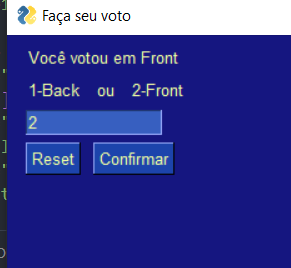 Faça seu voto
Você votou em Front
1-Back ou 2-Front
2
Reset Confirmar